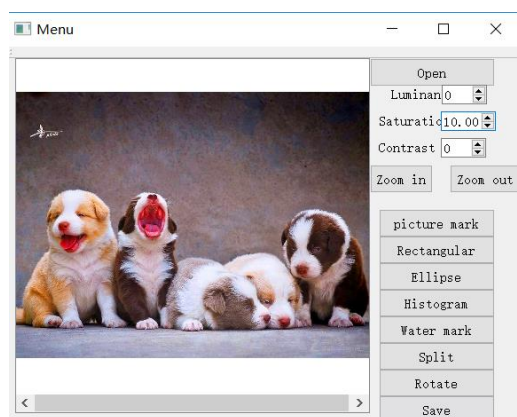 Menu
Open
Luminan 0
Saturatic 10.00
Contrast 0
Zoom in Zoom out
picture mark
Rectangular
Ellipse
Histogram
Water mark
Split
Rotate
Save